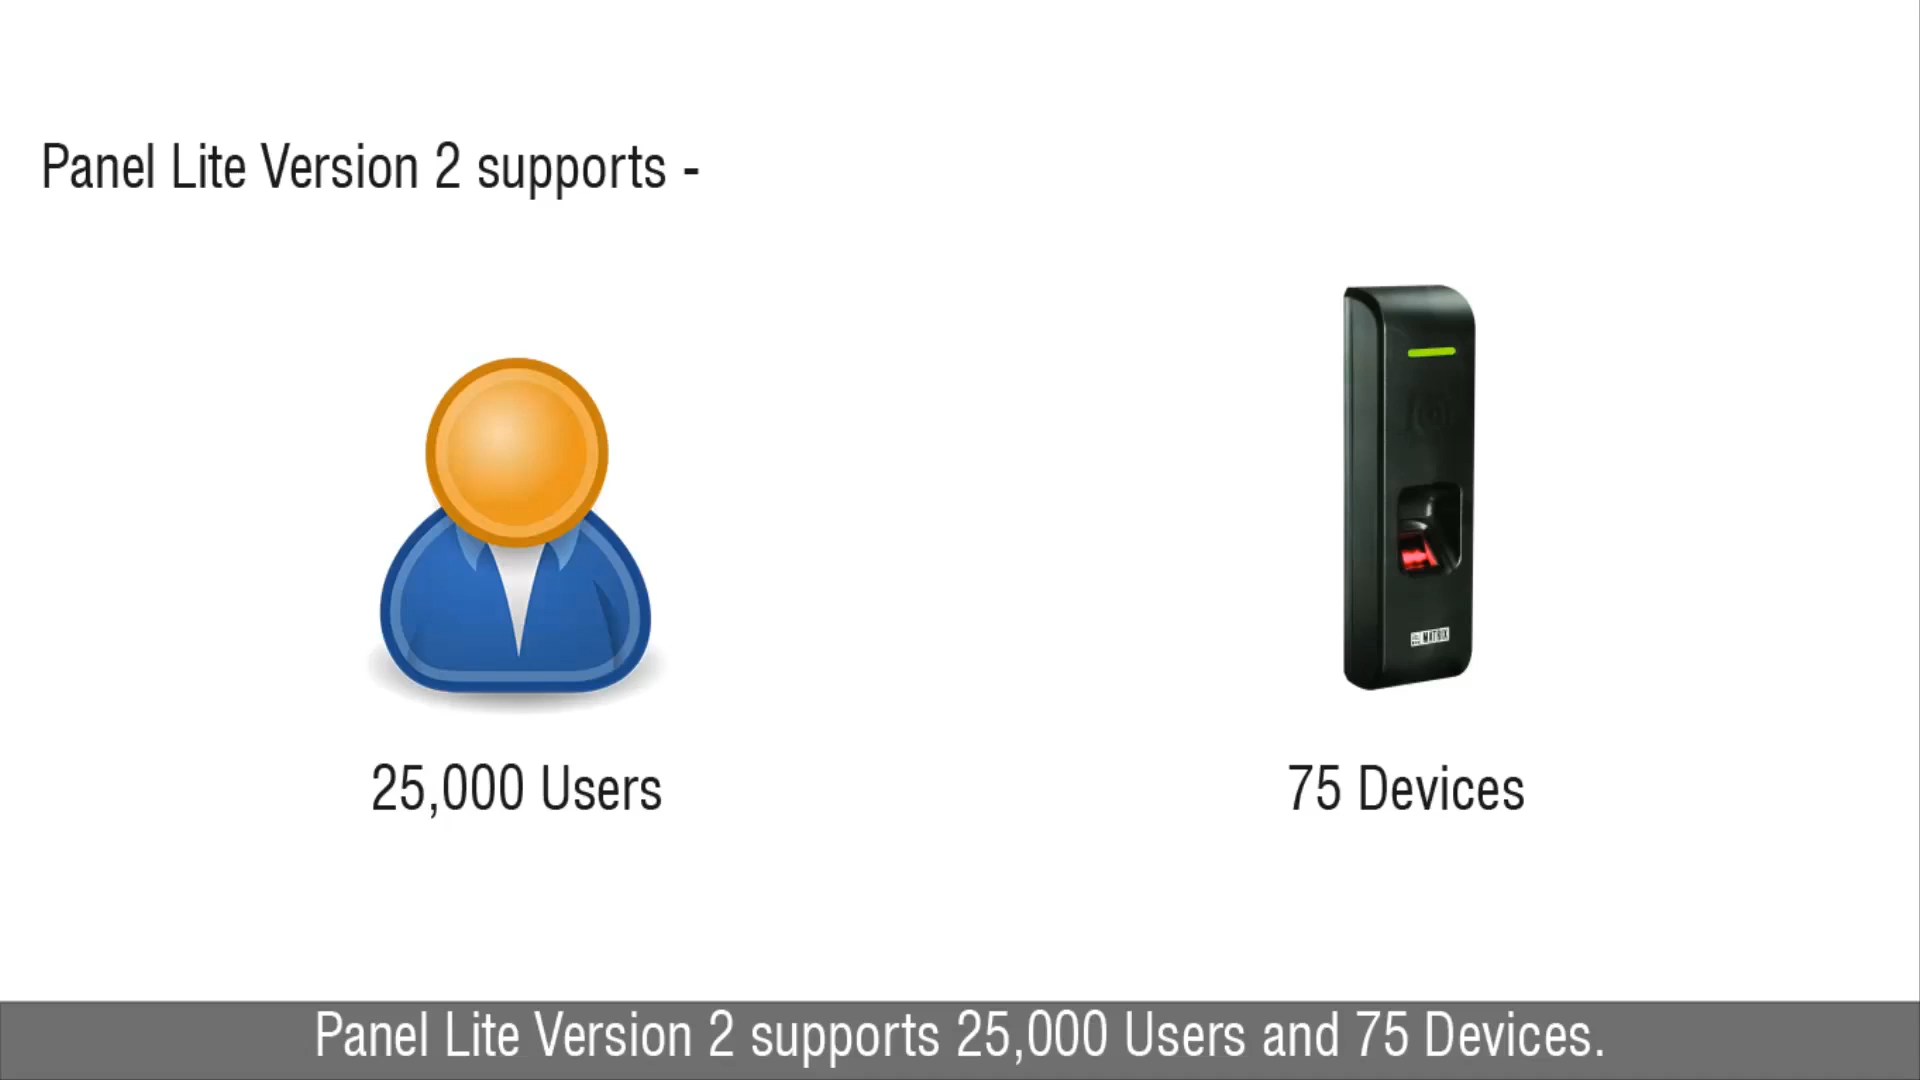 Panel Lite Version 2 supports -
MATRIX
25,000 Users
75 Devices
Panel Lite Version 2 supports 25,000 Users and 75 Devices.